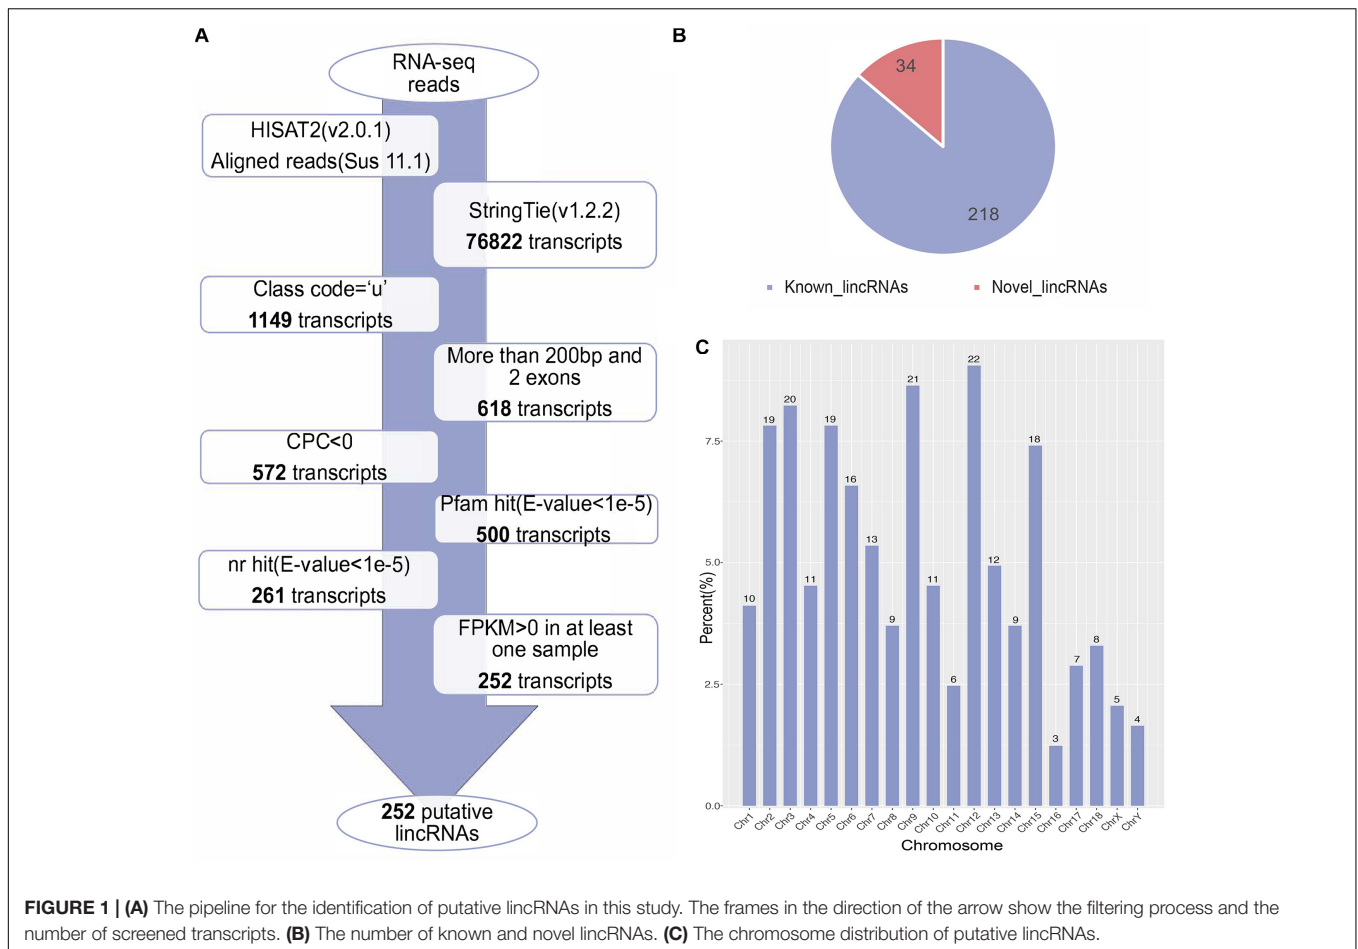 A
RNA-seq
reads
HISAT2(v2.0.1)
Aligned reads(Sus 11.1)
StringTie(v1.2.2)
76822 transcripts
Class code=‘u’
1149 transcripts
More than 200bp and
2 exons
618 transcripts
CPC<0
572 transcripts
Pfam hit(E-value<1e-5)
500 transcripts
nr hit(E-value<1e-5)
261 transcripts
FPKM>0 in at least
one sample
252 transcripts
252 putative
lincRNAs
B
34
218
Known_lincRNAs
Novel_lincRNAs
C
Percent(%)
7.5
5.0
2.5
0.0
10
19
20
11
19
16
13
9
21
11
6
22
12
9
18
3
7
8
5
4
Chr1
Chr2
Chr3
Chr4
Chr5
Chr6
Chr7
Chr8
Chr9
Chr10
Chr11
Chr12
Chr13
Chr14
Chr15
Chr16
Chr17
Chr18
ChrX
ChrY
Chromosome
FIGURE 1 | (A) The pipeline for the identification of putative lincRNAs in this study. The frames in the direction of the arrow show the filtering process and the
number of screened transcripts. (B) The number of known and novel lincRNAs. (C) The chromosome distribution of putative lincRNAs.